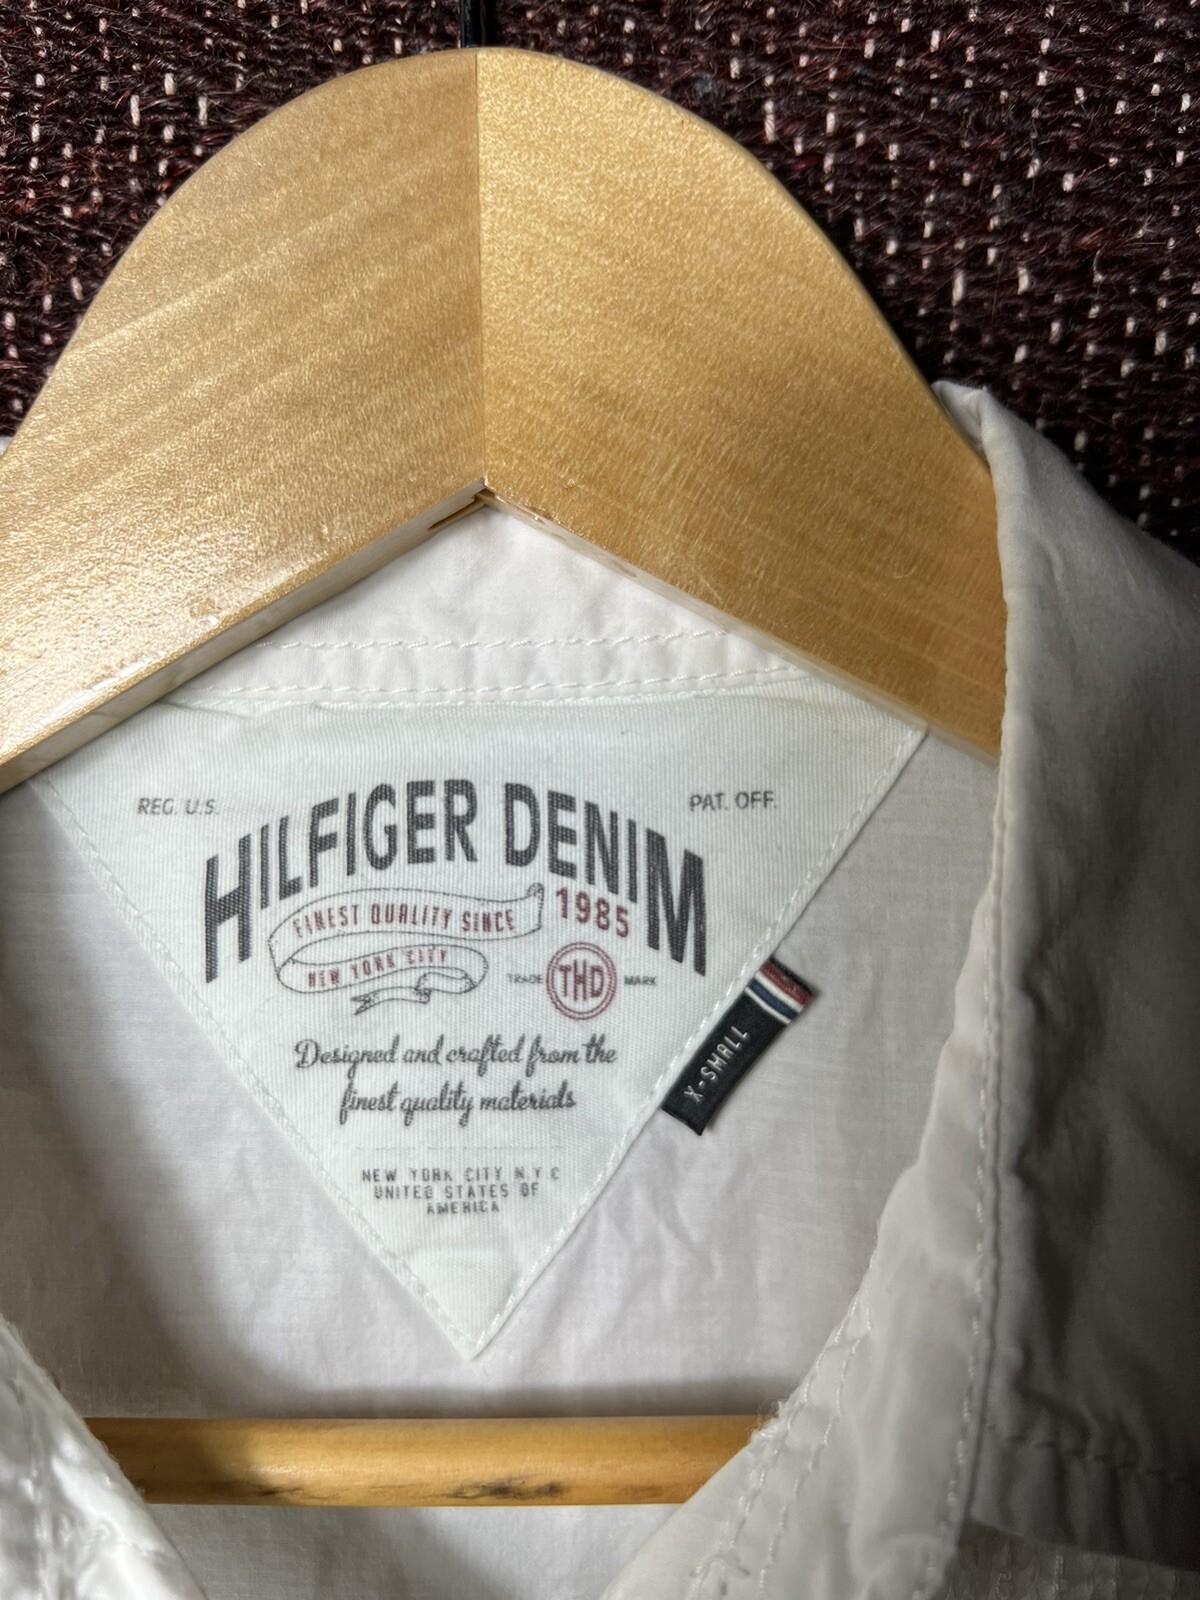 REG. U.S.
PAT. OFF.
HILFIGER DENIM
FINEST QUALITY SINCE 1985
NEW YORK CITY
TRADE THD MARK
Designed and crafted from the
finest quality materials
NEW YORK CITY N.Y.C
UNITED STATES OF
AMERICA
X-SMALL